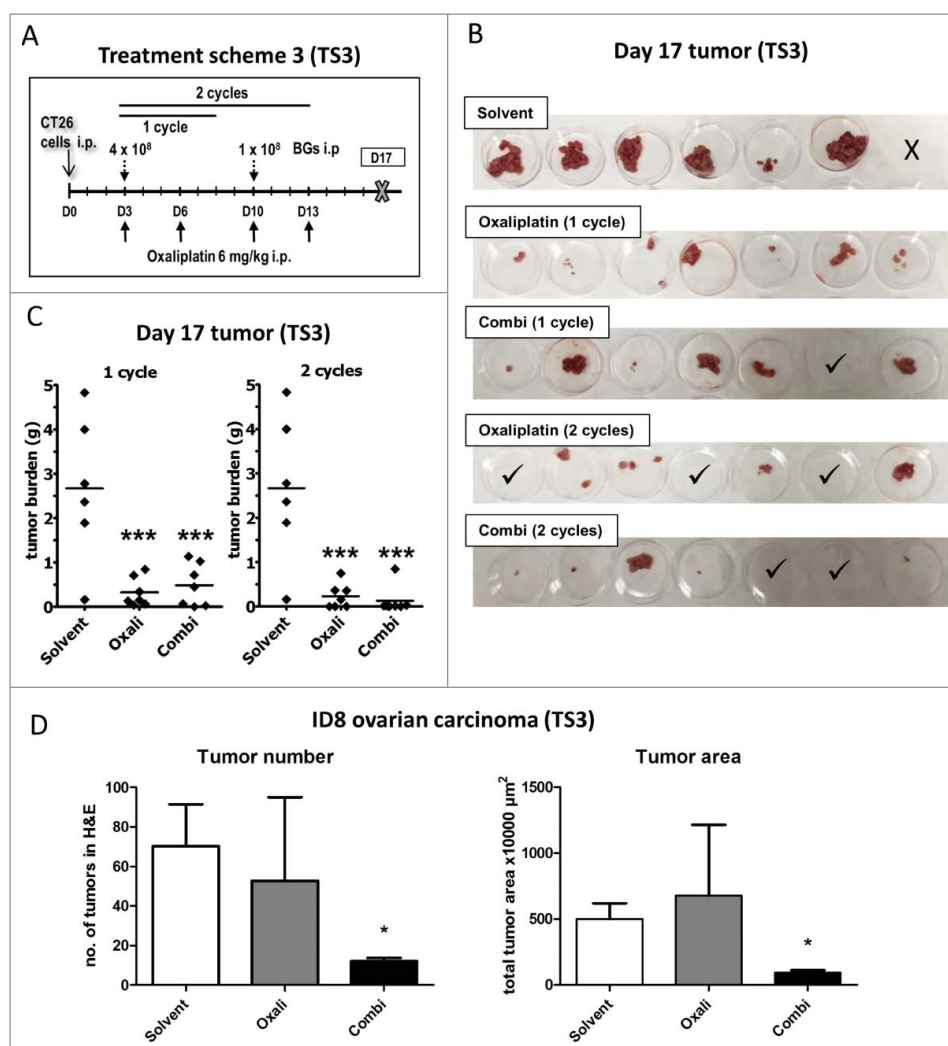 A
Treatment scheme 3 (TS3)
2 cycles
1 cycle
CT26
cells i.p.
4 x 10⁸
1 x 10⁸
BGs i.p
D17
D0
D3
D6
D10
D13
Oxaliplatin 6 mg/kg i.p.
B
Day 17 tumor (TS3)
Solvent
X
Oxaliplatin (1 cycle)
Combi (1 cycle)
✓
Oxaliplatin (2 cycles)
✓ ✓ ✓
Combi (2 cycles)
✓ ✓
C
Day 17 tumor (TS3)
1 cycle
tumor burden (g)
5
4
3
2
1
0
***
***
Solvent
Oxali
Combi
2 cycles
tumor burden (g)
5
4
3
2
1
0
***
***
Solvent
Oxali
Combi
D
ID8 ovarian carcinoma (TS3)
Tumor number
no. of tumors in H&E
100
80
60
40
20
0
*
Solvent
Oxali
Combi
Tumor area
total tumor area x10000 µm²
1500
1000
500
0
*
Solvent
Oxali
Combi